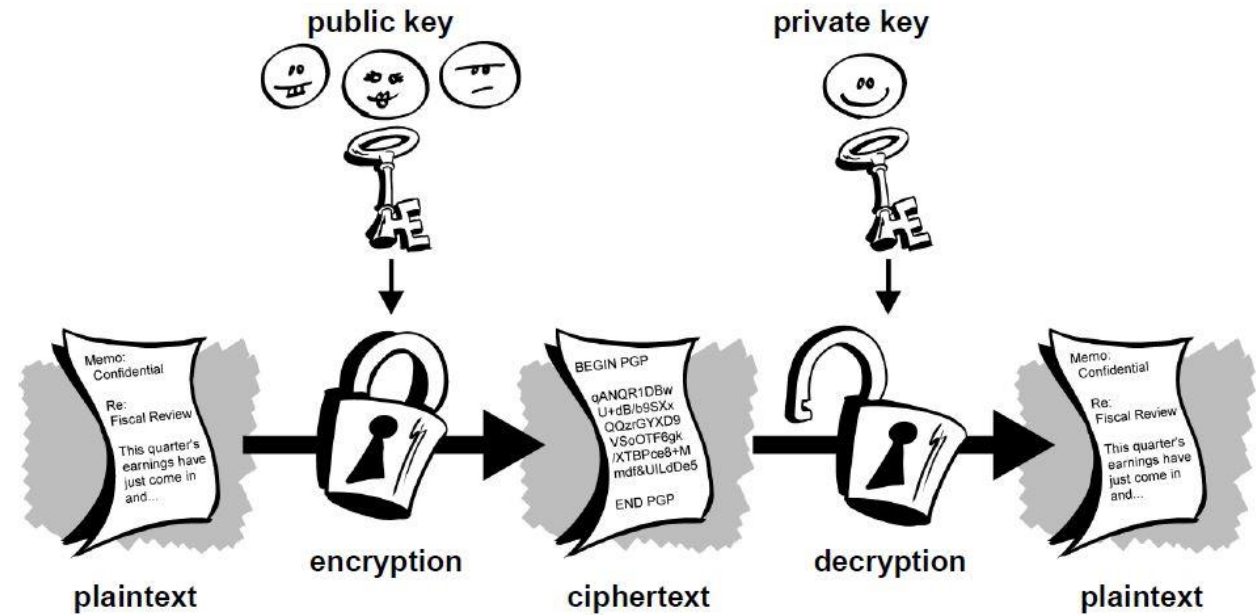 public key
private key
Memo:
Confidential
Re:
Fiscal Review
This quarter's
earnings have
just come in
and...
BEGIN PGP
qANQR1DBw
U+dB/b9SXx
QQzrGYXD9
VSoOTF6gk
/XTBPce8+M
mdf&UILdDe5
END PGP
Memo:
Confidential
Re:
Fiscal Review
This quarter's
earnings have
just come in
and...
encryption
decryption
plaintext
ciphertext
plaintext